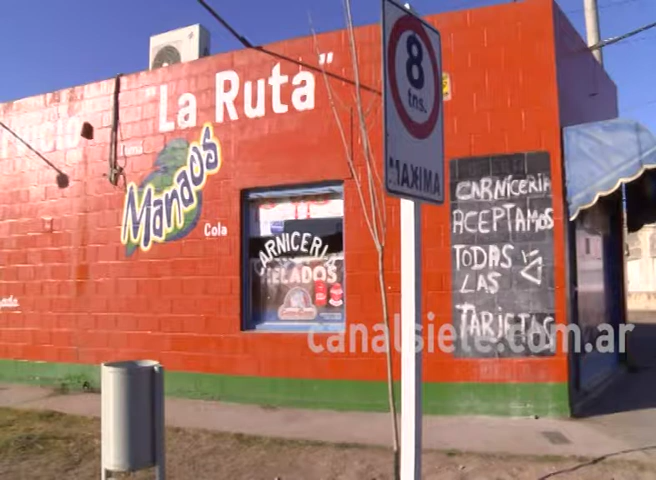 "La Ruta"
Manaos
Cola
CARNICERIA
HELADOS
8
tns.
MAXIMA
CARNICERIA
ACEPTAMOS
TODAS
LAS
TARJETAS
canalsiete.com.ar